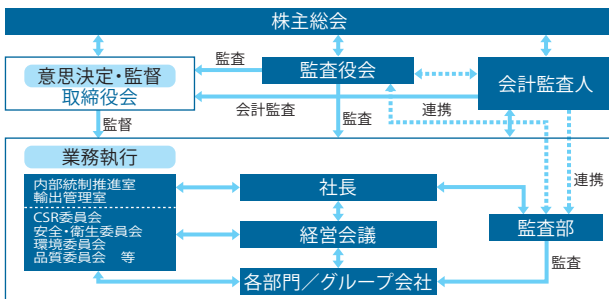 株主総会
意思決定・監督
取締役会
監査
監査役会
会計監査人
会計監査
連携
監査
監督
業務執行
内部統制推進室
輸出管理室
CSR委員会
安全・衛生委員会
環境委員会
品質委員会　等
社長
経営会議
各部門／グループ会社
連携
監査部
監査